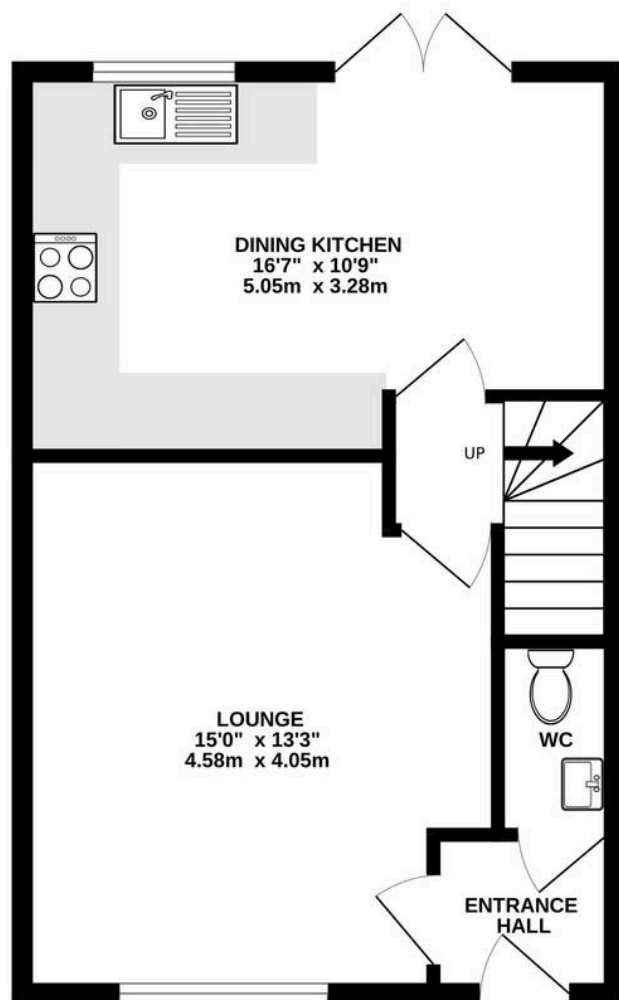 DINING KITCHEN
16'7" x 10'9"
5.05m x 3.28m
UP
LOUNGE
15'0" x 13'3"
4.58m x 4.05m
WC
ENTRANCE
HALL